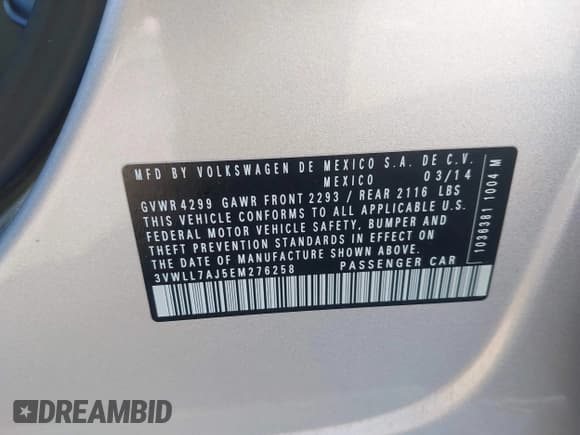 MFD BY VOLKSWAGEN DE MEXICO S.A. DE C.V.
MEXICO 03/14
GVWR 4299 GAWR FRONT 2293 / REAR 2116 LBS
THIS VEHICLE CONFORMS TO ALL APPLICABLE U.S.
FEDERAL MOTOR VEHICLE SAFETY, BUMPER AND
THEFT PREVENTION STANDARDS IN EFFECT ON
THE DATE OF MANUFACTURE SHOWN ABOVE.
3VWLL7AJ5EM276258 PASSENGER CAR
1036381 1004 M
DREAMBID